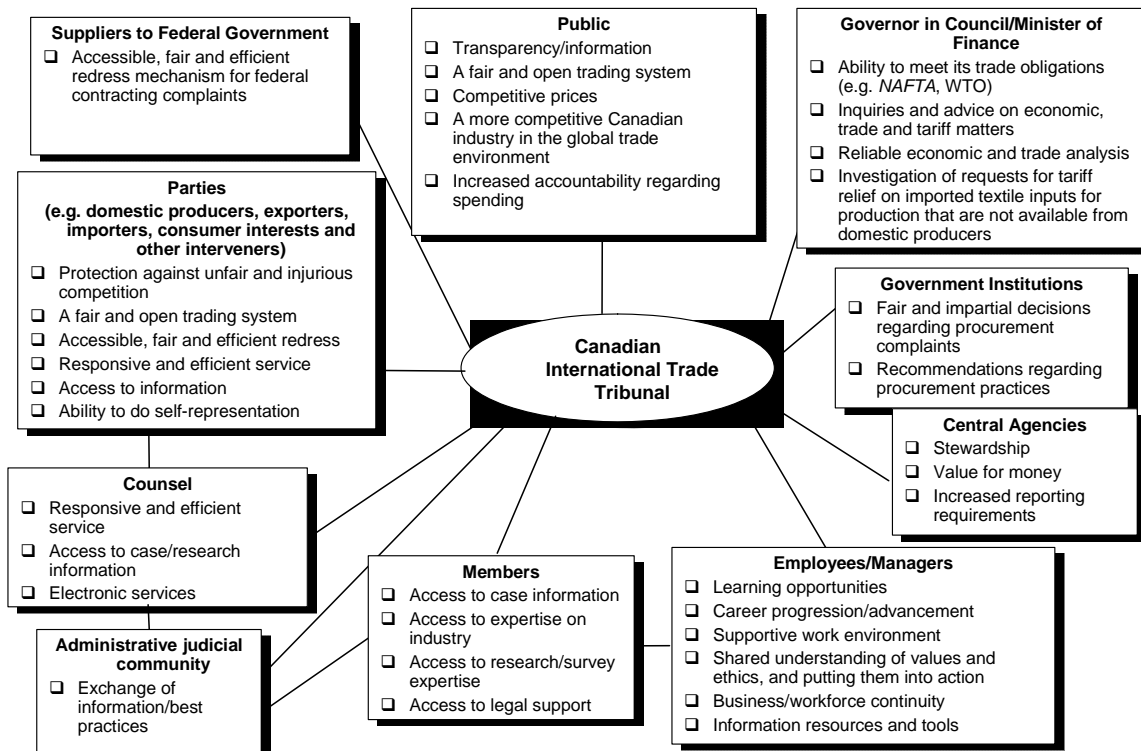 Suppliers to Federal Government
❑ Accessible, fair and efficient
redress mechanism for federal
contracting complaints
Public
❑ Transparency/information
❑ A fair and open trading system
❑ Competitive prices
❑ A more competitive Canadian
industry in the global trade
environment
❑ Increased accountability regarding
spending
Governor in Council/Minister of
Finance
❑ Ability to meet its trade obligations
(e.g. NAFTA, WTO)
❑ Inquiries and advice on economic,
trade and tariff matters
❑ Reliable economic and trade analysis
❑ Investigation of requests for tariff
relief on imported textile inputs for
production that are not available from
domestic producers
Parties
(e.g. domestic producers, exporters,
importers, consumer interests and
other interveners)
❑ Protection against unfair and injurious
competition
❑ A fair and open trading system
❑ Accessible, fair and efficient redress
❑ Responsive and efficient service
❑ Access to information
❑ Ability to do self-representation
Canadian
International Trade
Tribunal
Government Institutions
❑ Fair and impartial decisions
regarding procurement
complaints
❑ Recommendations regarding
procurement practices
Central Agencies
❑ Stewardship
❑ Value for money
❑ Increased reporting
requirements
Counsel
❑ Responsive and efficient
service
❑ Access to case/research
information
❑ Electronic services
Administrative judicial
community
❑ Exchange of
information/best
practices
Members
❑ Access to case information
❑ Access to expertise on
industry
❑ Access to research/survey
expertise
❑ Access to legal support
Employees/Managers
❑ Learning opportunities
❑ Career progression/advancement
❑ Supportive work environment
❑ Shared understanding of values and
ethics, and putting them into action
❑ Business/workforce continuity
❑ Information resources and tools